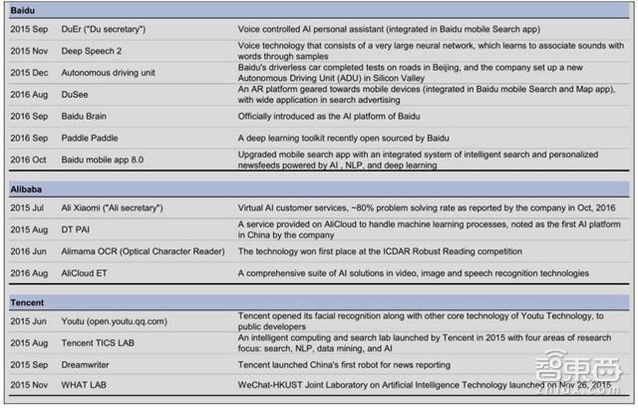 Baidu
2015 Sep DuEr ("Du secretary") Voice controlled AI personal assistant (integrated in Baidu mobile Search app)
2015 Nov Deep Speech 2 Voice technology that consists of a very large neural network, which learns to associate sounds with
words through samples
2015 Dec Autonomous driving unit Baidu's driverless car completed tests on roads in Beijing, and the company set up a new
Autonomous Driving Unit (ADU) in Silicon Valley
2016 Aug DuSee An AR platform geared towards mobile devices (integrated in Baidu mobile Search and Map app),
with wide application in search advertising
2016 Sep Baidu Brain Officially introduced as the AI platform of Baidu
2016 Sep Paddle Paddle A deep learning toolkit recently open sourced by Baidu
2016 Oct Baidu mobile app 8.0 Upgraded mobile search app with an integrated system of intelligent search and personalized
newsfeeds powered by AI , NLP, and deep learning
Alibaba
2015 Jul Ali Xiaomi ("Ali secretary") Virtual AI customer services, ~80% problem solving rate as reported by the company in Oct, 2016
2015 Aug DT PAI A service provided on AliCloud to handle machine learning processes, noted as the first AI platform
in China by the company
2016 Jun Alimama OCR (Optical Character Reader) The technology won first place at the ICDAR Robust Reading competition
2016 Aug AliCloud ET A comprehensive suite of AI solutions in video, image and speech recognition technologies
Tencent
2015 Jun Youtu (open.youtu.qq.com) Tencent opened its facial recognition along with other core technology of Youtu Technology, to
public developers
2015 Aug Tencent TICS LAB An intelligent computing and search lab launched by Tencent in 2015 with four areas of research
focus: search, NLP, data mining, and AI
2015 Sep Dreamwriter Tencent launched China's first robot for news reporting
2015 Nov WHAT LAB WeChat-HKUST Joint Laboratory on Artificial Intelligence Technology launched on Nov 26, 2015
智東西
zhidx.com